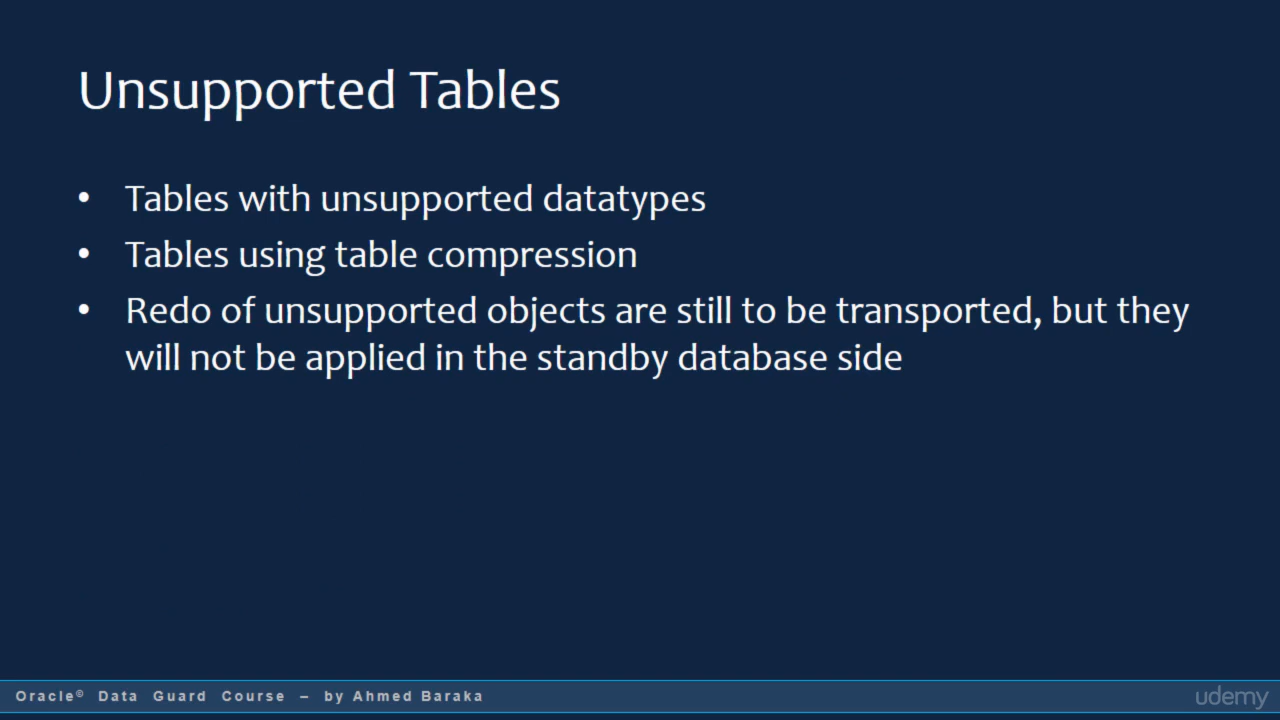 Unsupported Tables
• Tables with unsupported datatypes
• Tables using table compression
• Redo of unsupported objects are still to be transported, but they
will not be applied in the standby database side
Oracle© Data Guard Course – by Ahmed Baraka
udemy